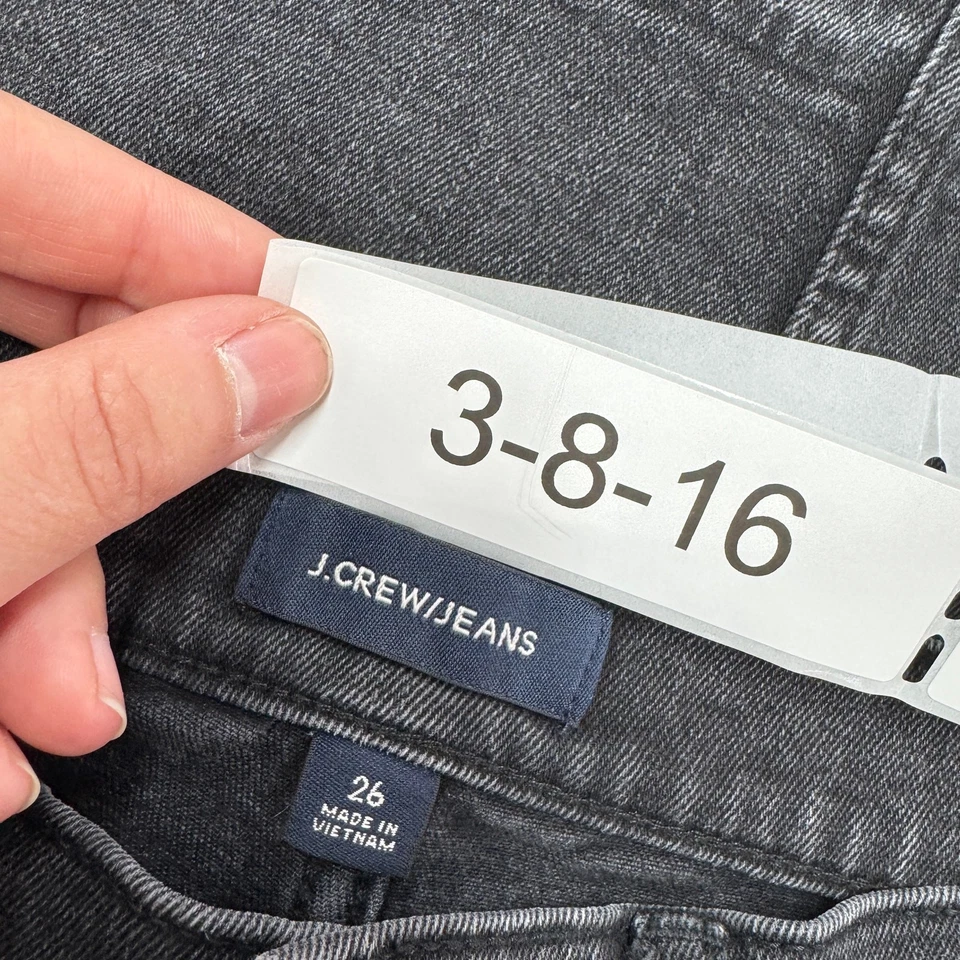 3-8-16
J.CREW/JEANS
26
MADE IN
VIETNAM